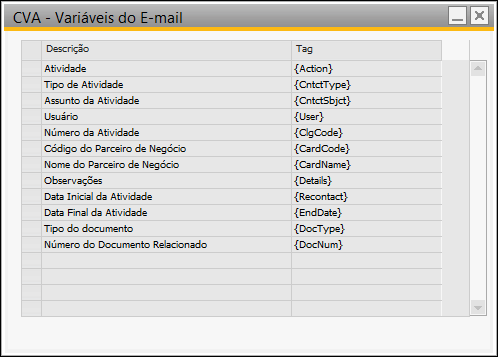 CVA - Variáveis do E-mail
Descrição Tag
Atividade {Action}
Tipo de Atividade {CntctType}
Assunto da Atividade {CntctSbjct}
Usuário {User}
Número da Atividade {ClgCode}
Código do Parceiro de Negócio {CardCode}
Nome do Parceiro de Negócio {CardName}
Observações {Details}
Data Inicial da Atividade {Recontact}
Data Final da Atividade {EndDate}
Tipo do documento {DocType}
Número do Documento Relacionado {DocNum}